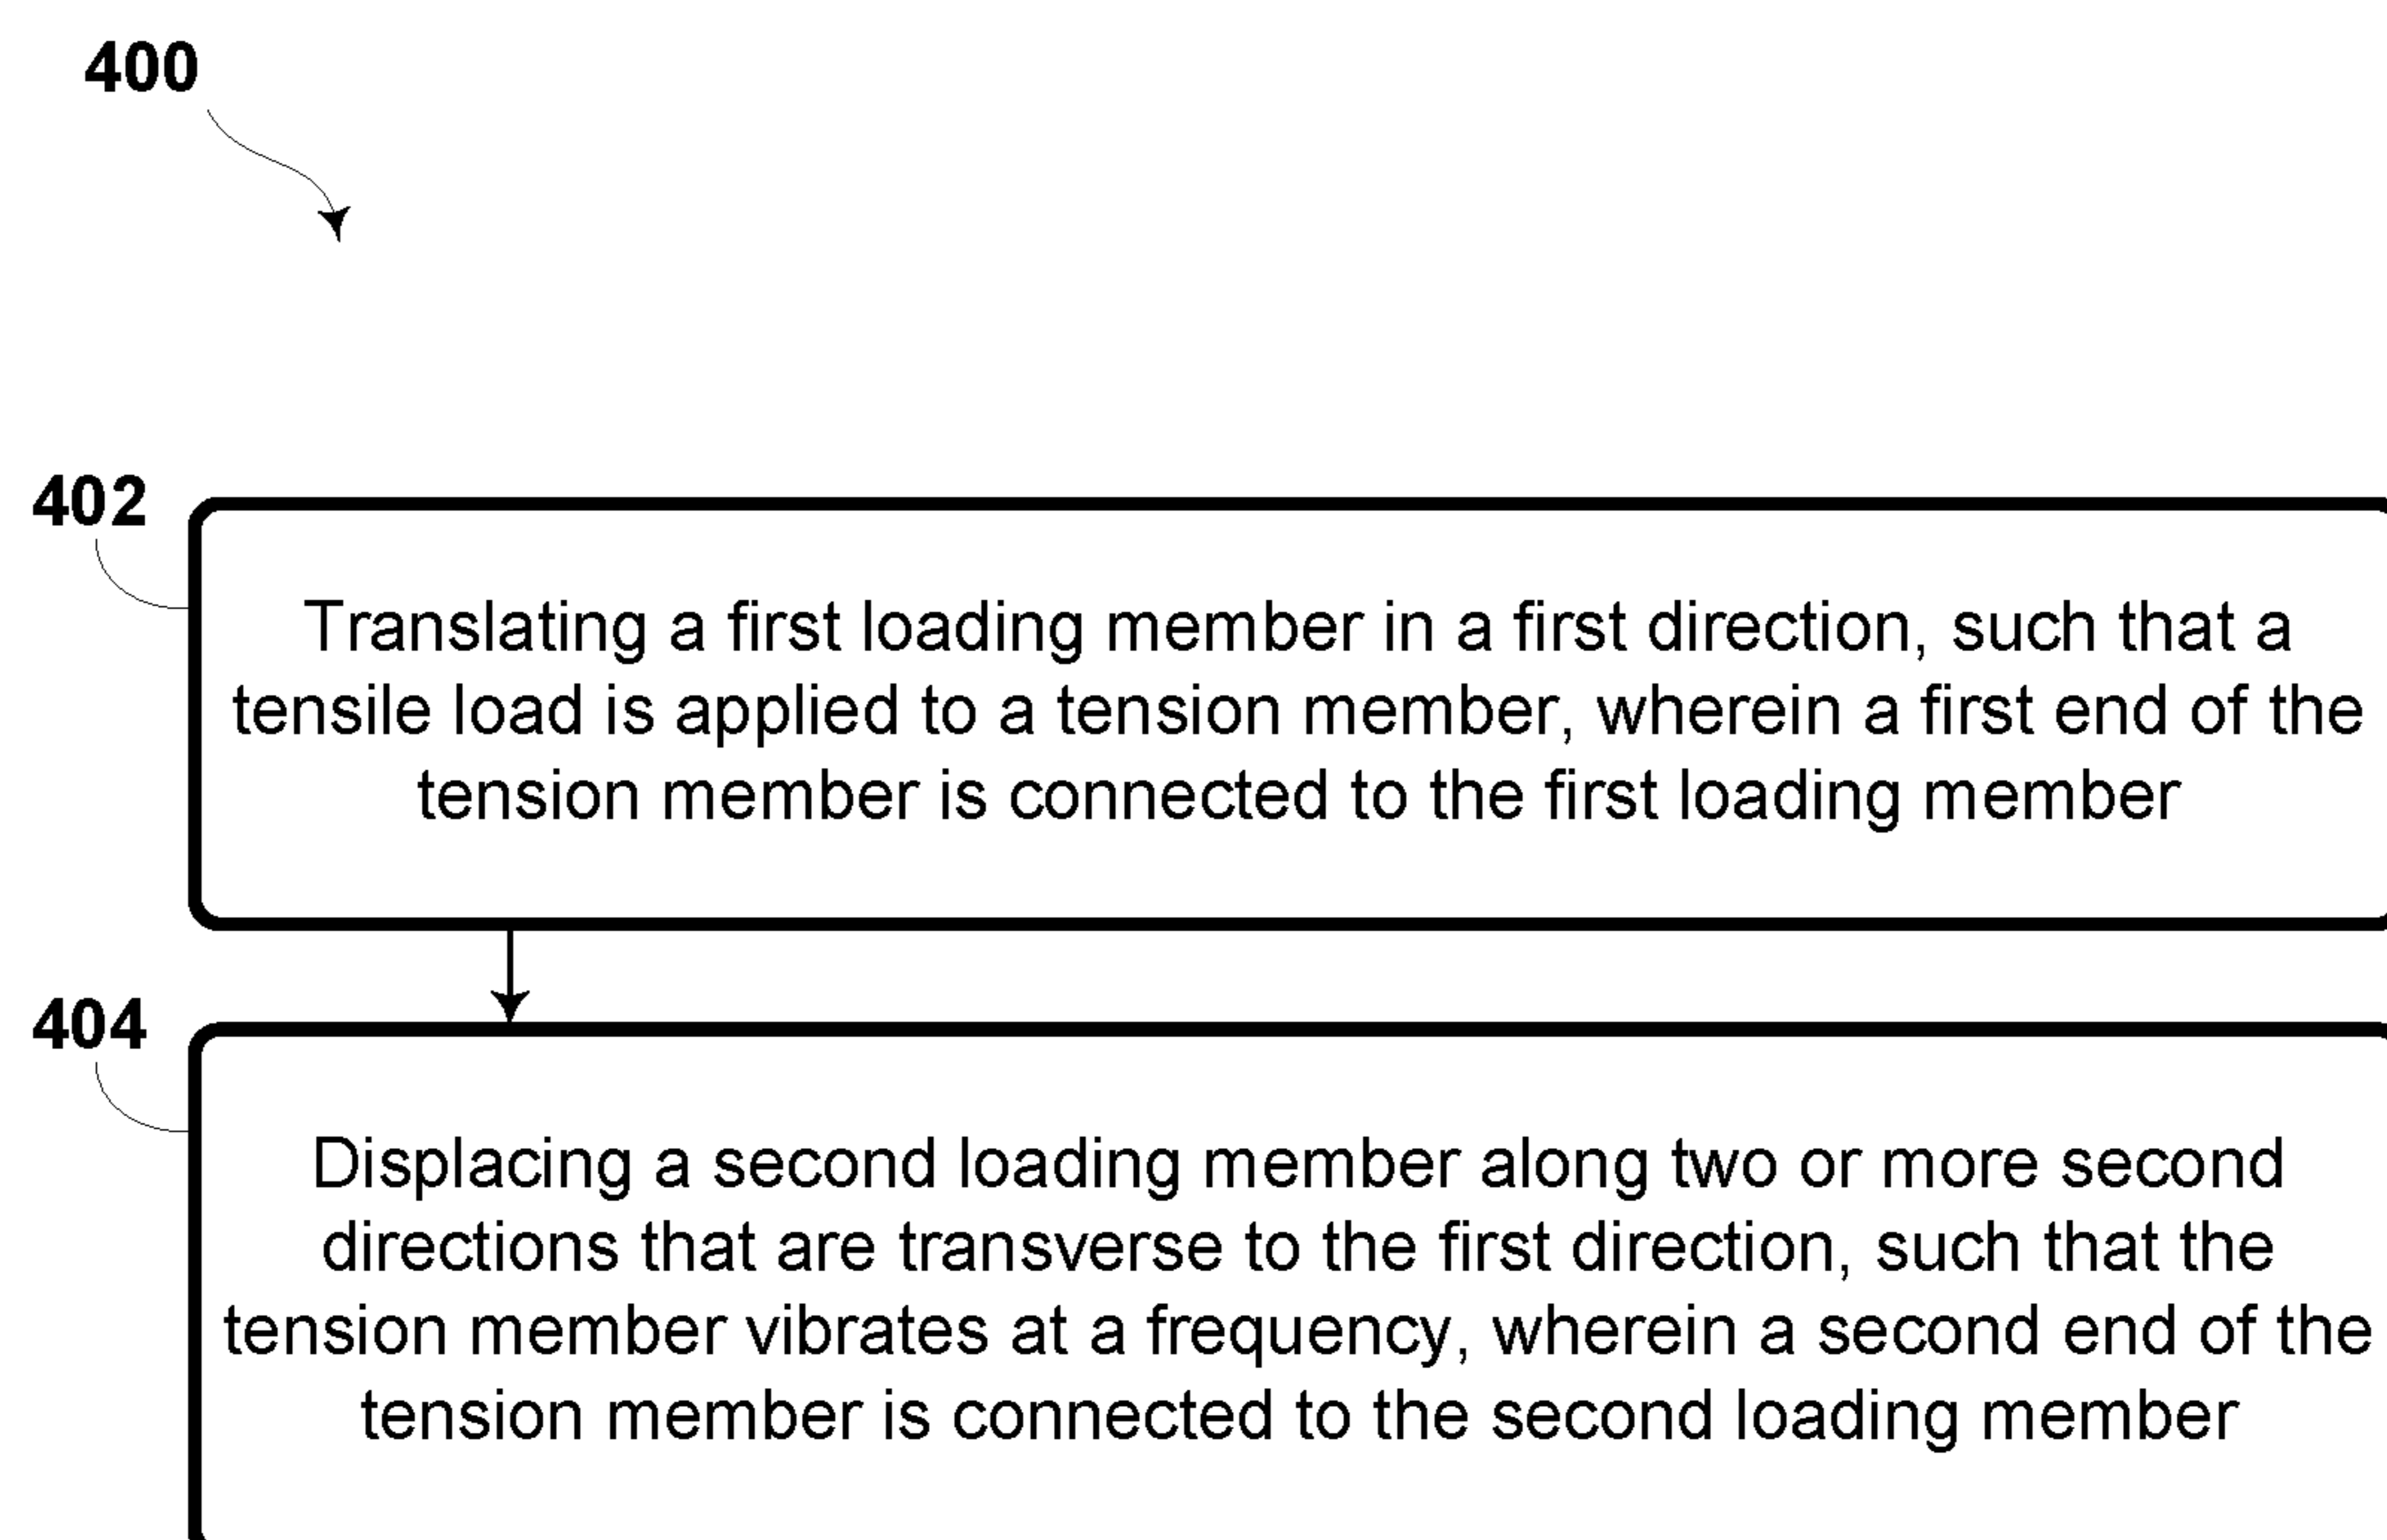 400
402
Translating a first loading member in a first direction, such that a
tensile load is applied to a tension member, wherein a first end of the
tension member is connected to the first loading member
404
Displacing a second loading member along two or more second
directions that are transverse to the first direction, such that the
tension member vibrates at a frequency, wherein a second end of the
tension member is connected to the second loading member